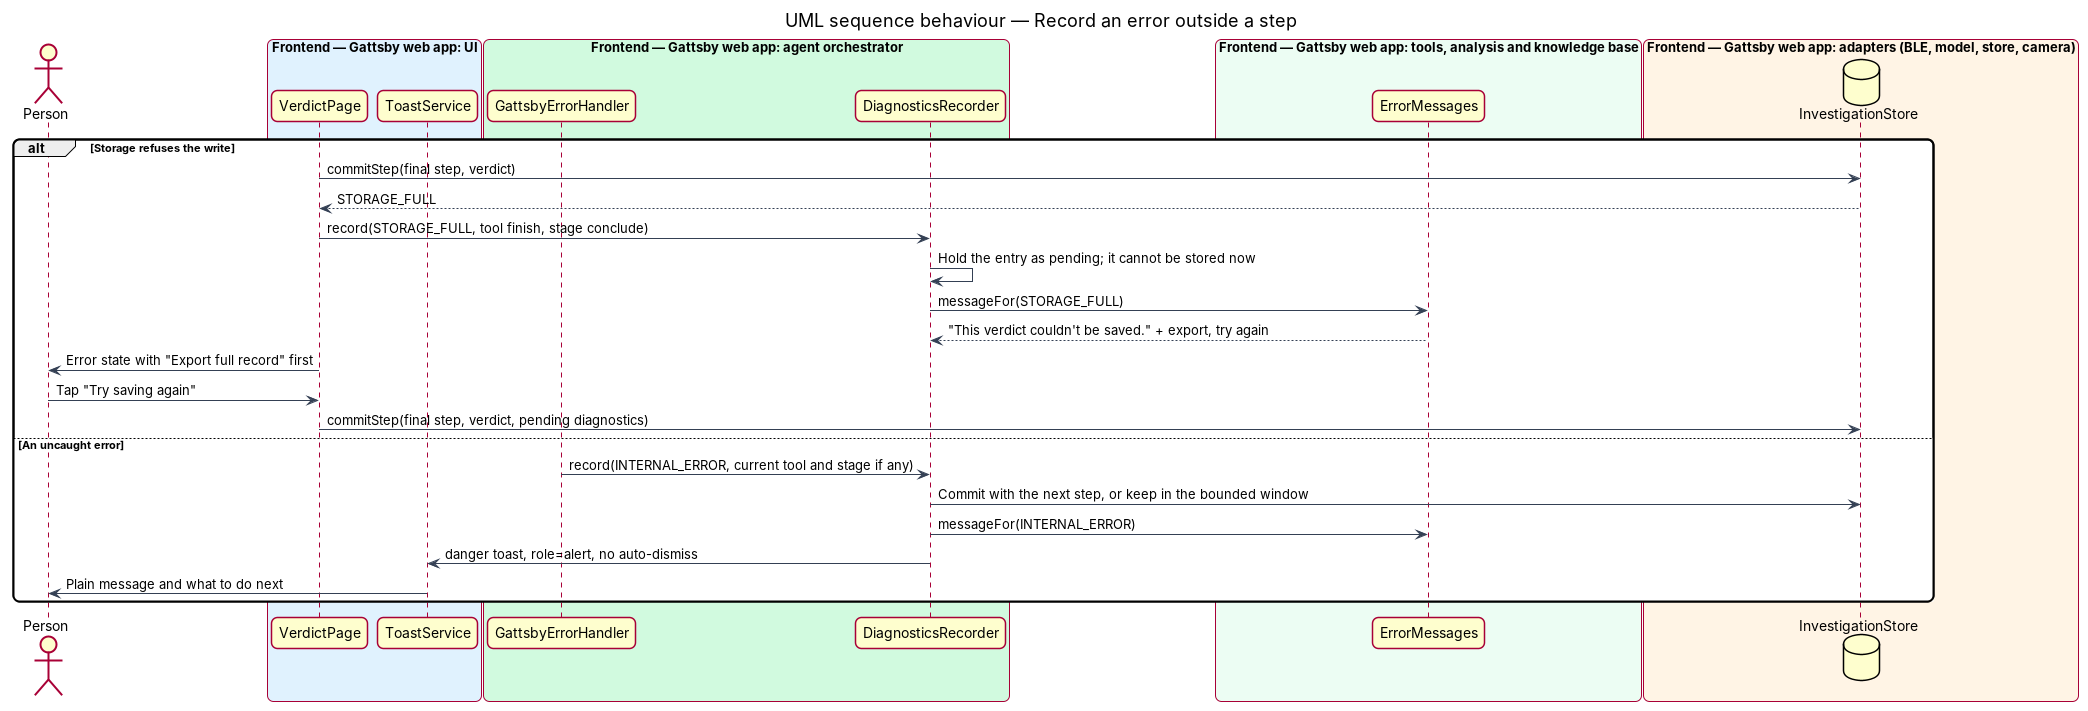 UML sequence behaviour — Record an error outside a step
Frontend — Gattsby web app: UI
Frontend — Gattsby web app: agent orchestrator
Frontend — Gattsby web app: tools, analysis and knowledge base
Frontend — Gattsby web app: adapters (BLE, model, store, camera)
Person
VerdictPage
ToastService
GattsbyErrorHandler
DiagnosticsRecorder
ErrorMessages
InvestigationStore
alt
[Storage refuses the write]
commitStep(final step, verdict)
STORAGE_FULL
record(STORAGE_FULL, tool finish, stage conclude)
Hold the entry as pending; it cannot be stored now
messageFor(STORAGE_FULL)
"This verdict couldn't be saved." + export, try again
Error state with "Export full record" first
Tap "Try saving again"
commitStep(final step, verdict, pending diagnostics)
[An uncaught error]
record(INTERNAL_ERROR, current tool and stage if any)
Commit with the next step, or keep in the bounded window
messageFor(INTERNAL_ERROR)
danger toast, role=alert, no auto-dismiss
Plain message and what to do next
Person
VerdictPage
ToastService
GattsbyErrorHandler
DiagnosticsRecorder
ErrorMessages
InvestigationStore